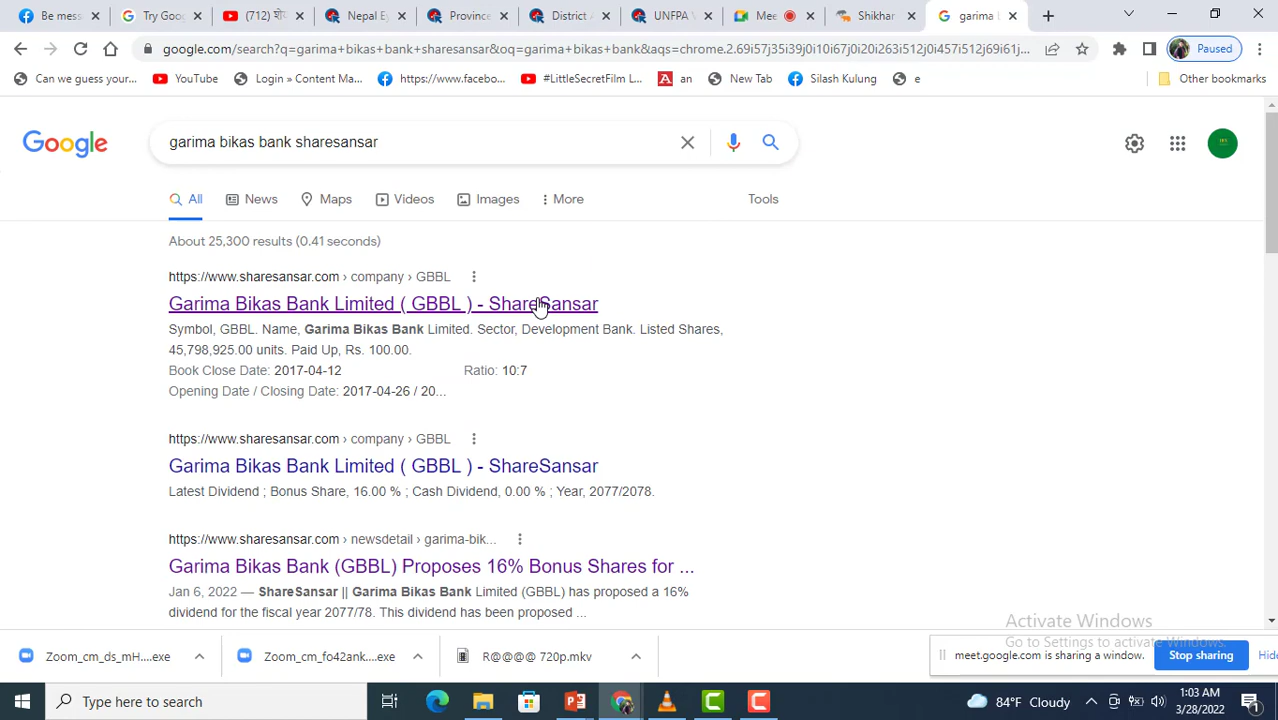 Be mess
Try Goog
(712) शे
Nepal Ey
Province
District A
UNFPA V
Mee
Shikhar
garima b
google.com/search?q=garima+bikas+bank+sharesansar&oq=garima+bikas+bank&aqs=chrome.2.69i57j35i39j0i10i67j0i20i263i512j0i457i512j69i61j...
Paused
Can we guess your...
YouTube
Login » Content Ma...
https://www.facebo...
#LittleSecretFilm L...
an
New Tab
Silash Kulung
e
Other bookmarks
Google
garima bikas bank sharesansar
All
News
Maps
Videos
Images
More
Tools
About 25,300 results (0.41 seconds)
https://www.sharesansar.com › company › GBBL
Garima Bikas Bank Limited ( GBBL ) - ShareSansar
Symbol, GBBL. Name, Garima Bikas Bank Limited. Sector, Development Bank. Listed Shares,
45,798,925.00 units. Paid Up, Rs. 100.00.
Book Close Date: 2017-04-12 Ratio: 10:7
Opening Date / Closing Date: 2017-04-26 / 20...
https://www.sharesansar.com › company › GBBL
Garima Bikas Bank Limited ( GBBL ) - ShareSansar
Latest Dividend ; Bonus Share, 16.00 % ; Cash Dividend, 0.00 % ; Year, 2077/2078.
https://www.sharesansar.com › newsdetail › garima-bik...
Garima Bikas Bank (GBBL) Proposes 16% Bonus Shares for ...
Jan 6, 2022 — ShareSansar || Garima Bikas Bank Limited (GBBL) has proposed a 16%
dividend for the fiscal year 2077/78. This dividend has been proposed ...
Activate Windows
Go to Settings to activate Windows.
Zoom_cm_ds_mH....exe
Zoom_cm_fo42ank....exe
R@@@ 720p.mkv
meet.google.com is sharing a window.
Stop sharing
Hide
Type here to search
84°F Cloudy
1:03 AM
3/28/2022
1